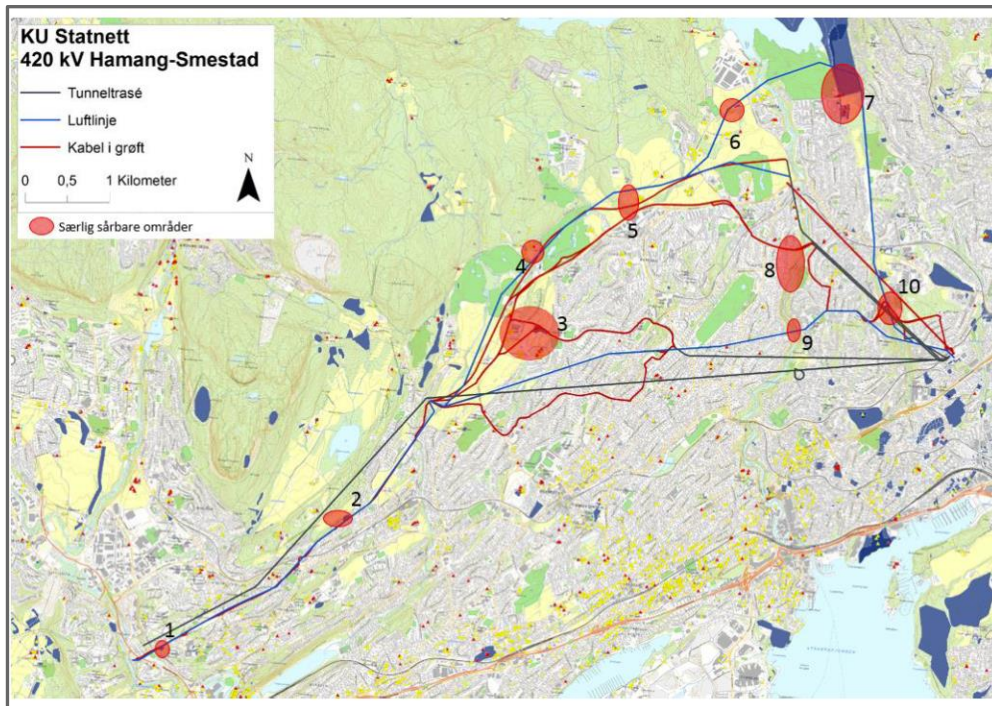 KU Statnett
420 kV Hamang-Smestad
Tunneltrasé
Luftlinje
Kabel i grøft
N
0 0,5 1 Kilometer
Særlig sårbare områder
7
6
5
4
8
10
3
9
2
1